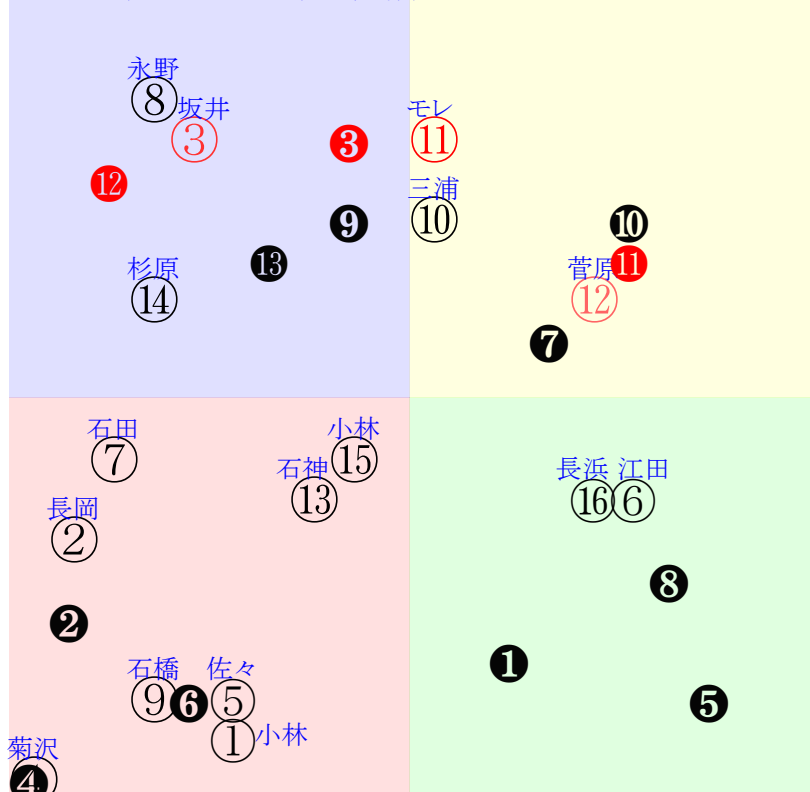 永野
⑧ 坂井
③ ❸ モレ
⑪
⑫
三浦
❾ ⑩ ❿
杉原 ⓭ 菅原 ⓫
⑭ ⑫
❼
石田 小林
⑦ 石神 ⑮ 長浜 江田
長岡 ⑬ ⑯ ⑥
②
❽
❷
石橋 佐々 ❶
⑨ ❻ ⑤ ❺
① 小林
菊沢
❹